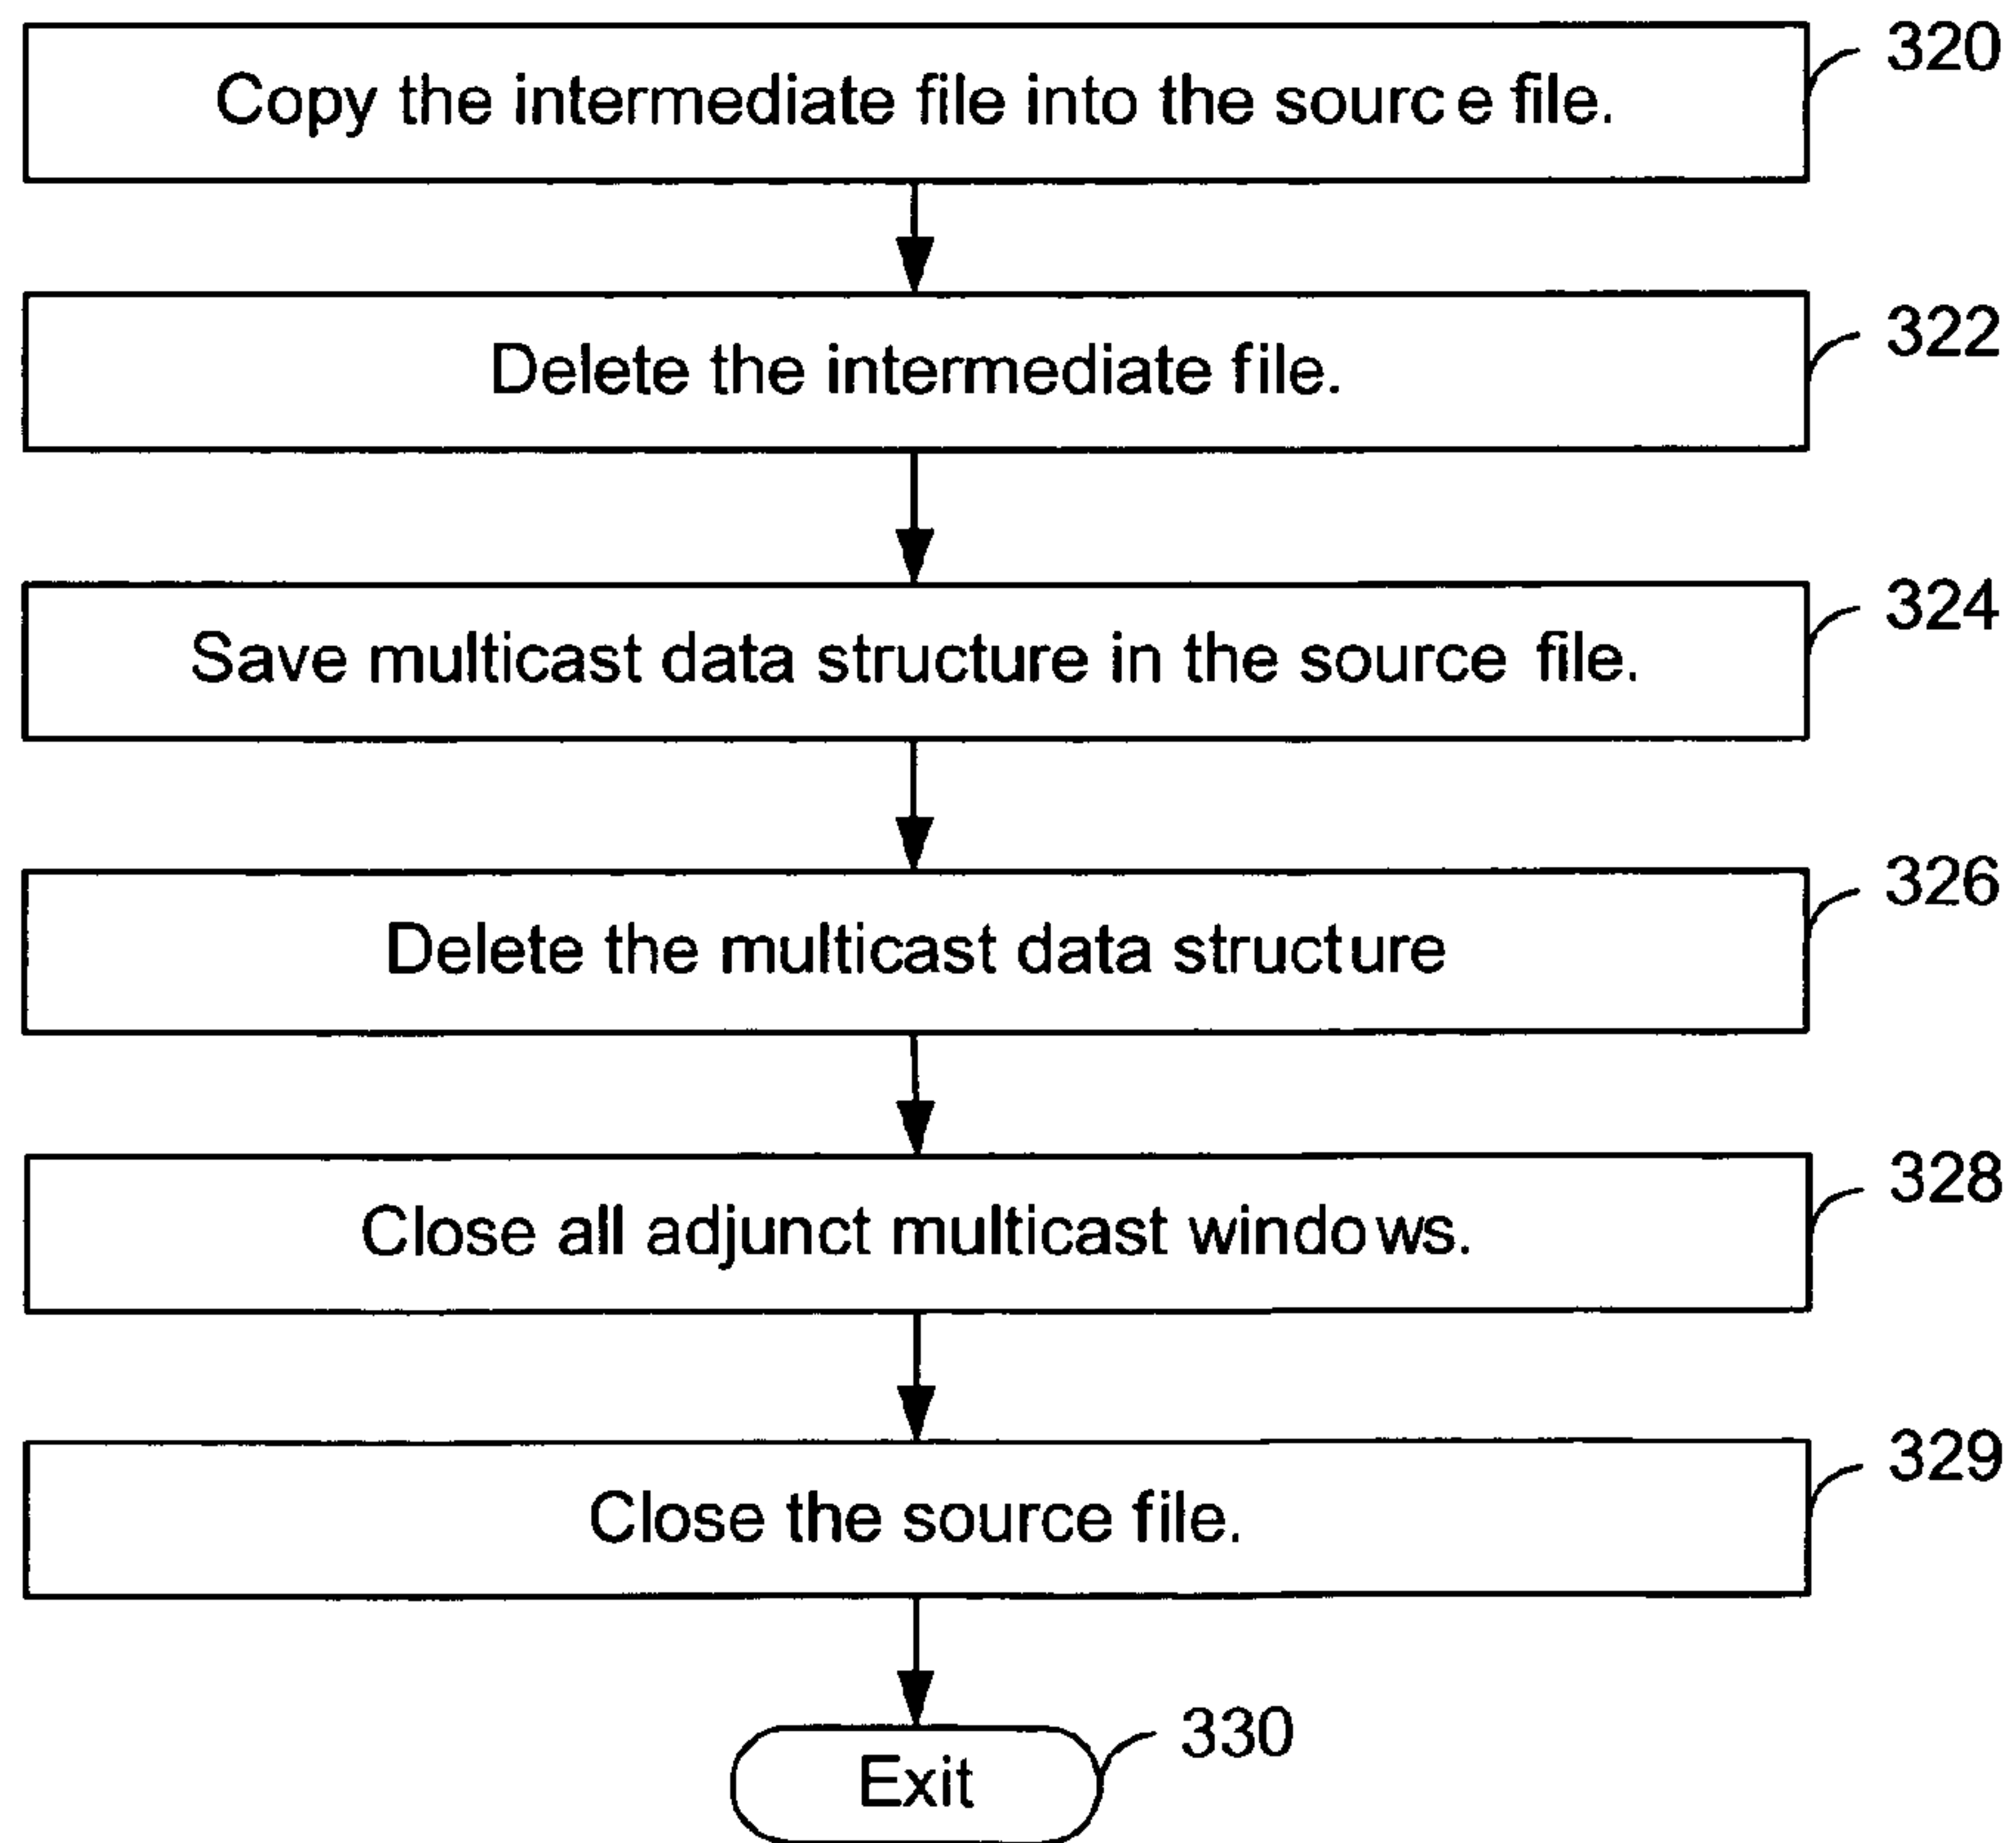 Copy the intermediate file into the source file.
320
Delete the intermediate file.
322
Save multicast data structure in the source file.
324
Delete the multicast data structure
326
Close all adjunct multicast windows.
328
Close the source file.
329
Exit
330